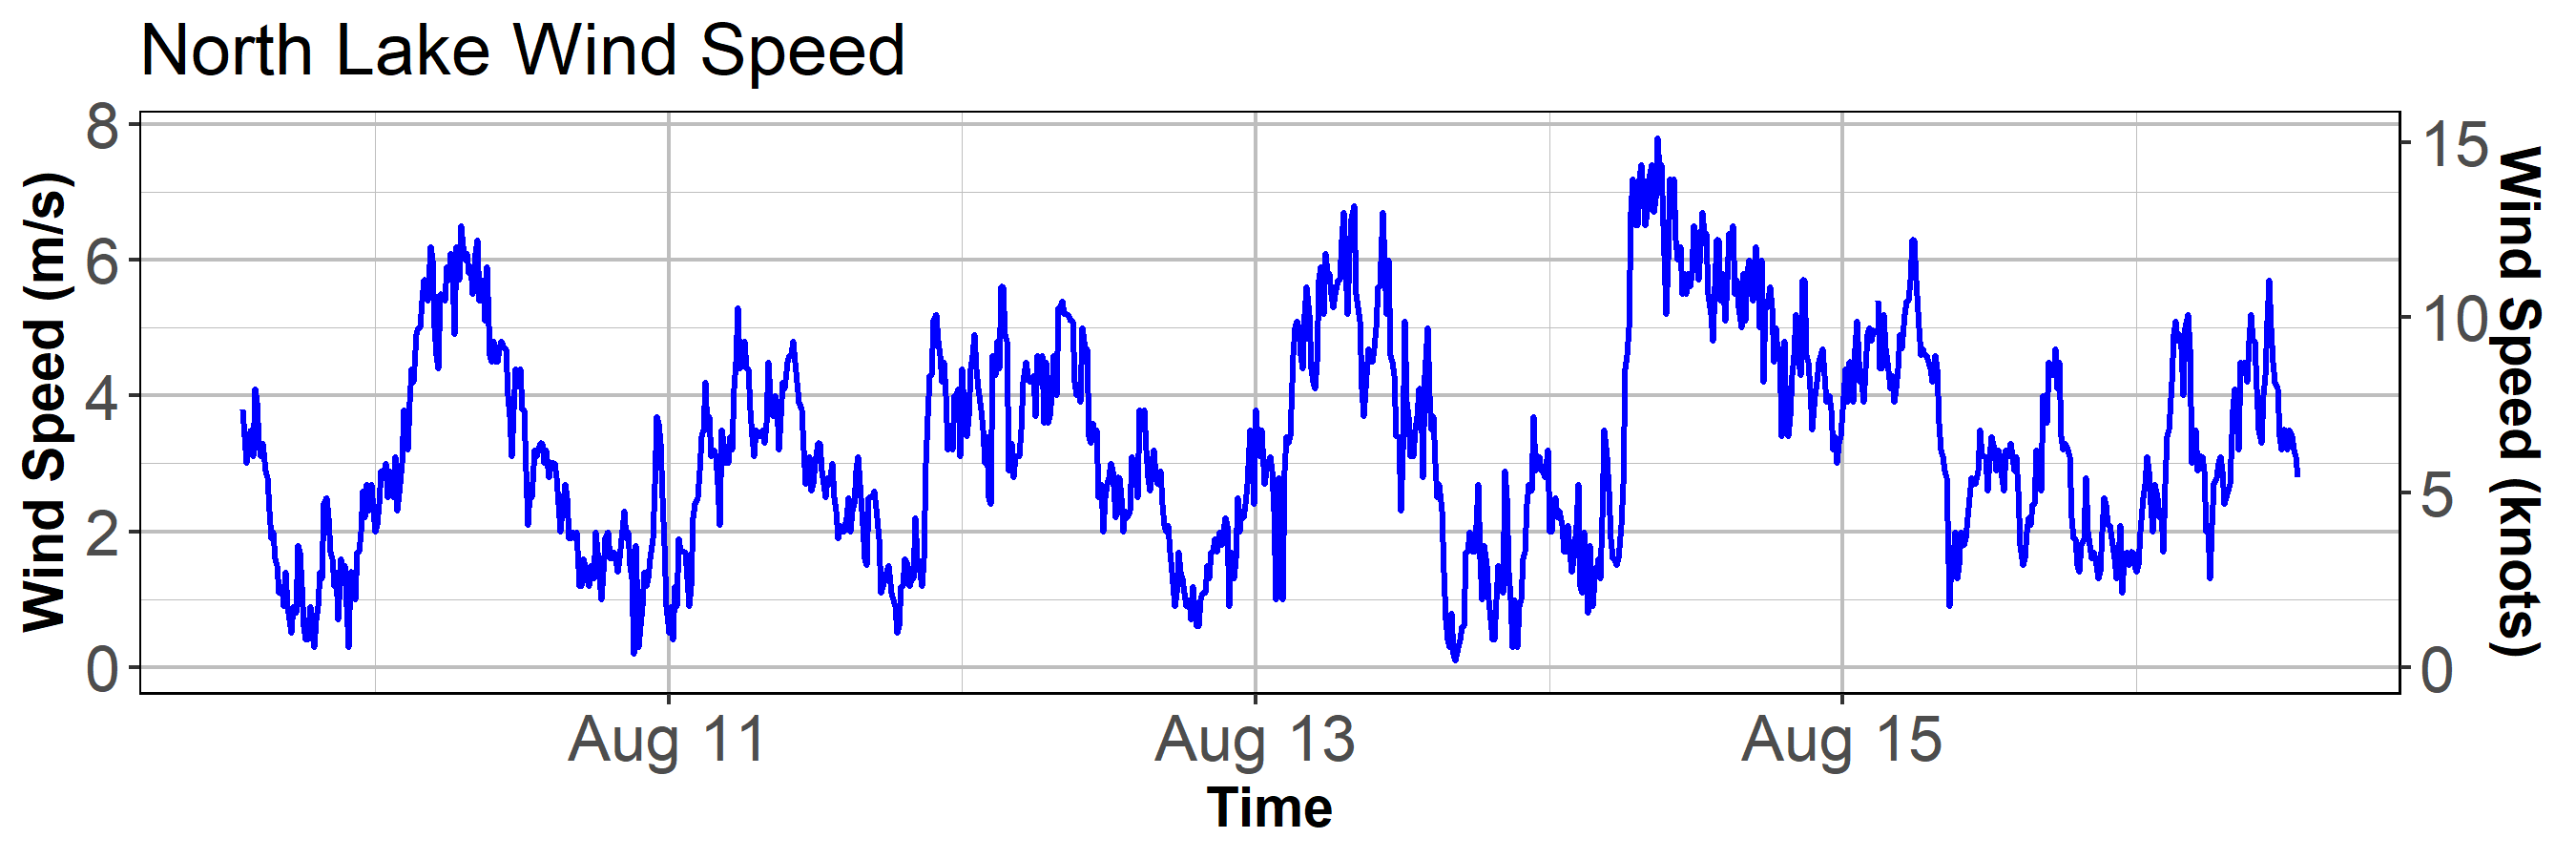 North Lake Wind Speed
Wind Speed (m/s)
8
6
4
2
0
15
10
5
0
Wind Speed (knots)
Aug 11
Aug 13
Aug 15
Time